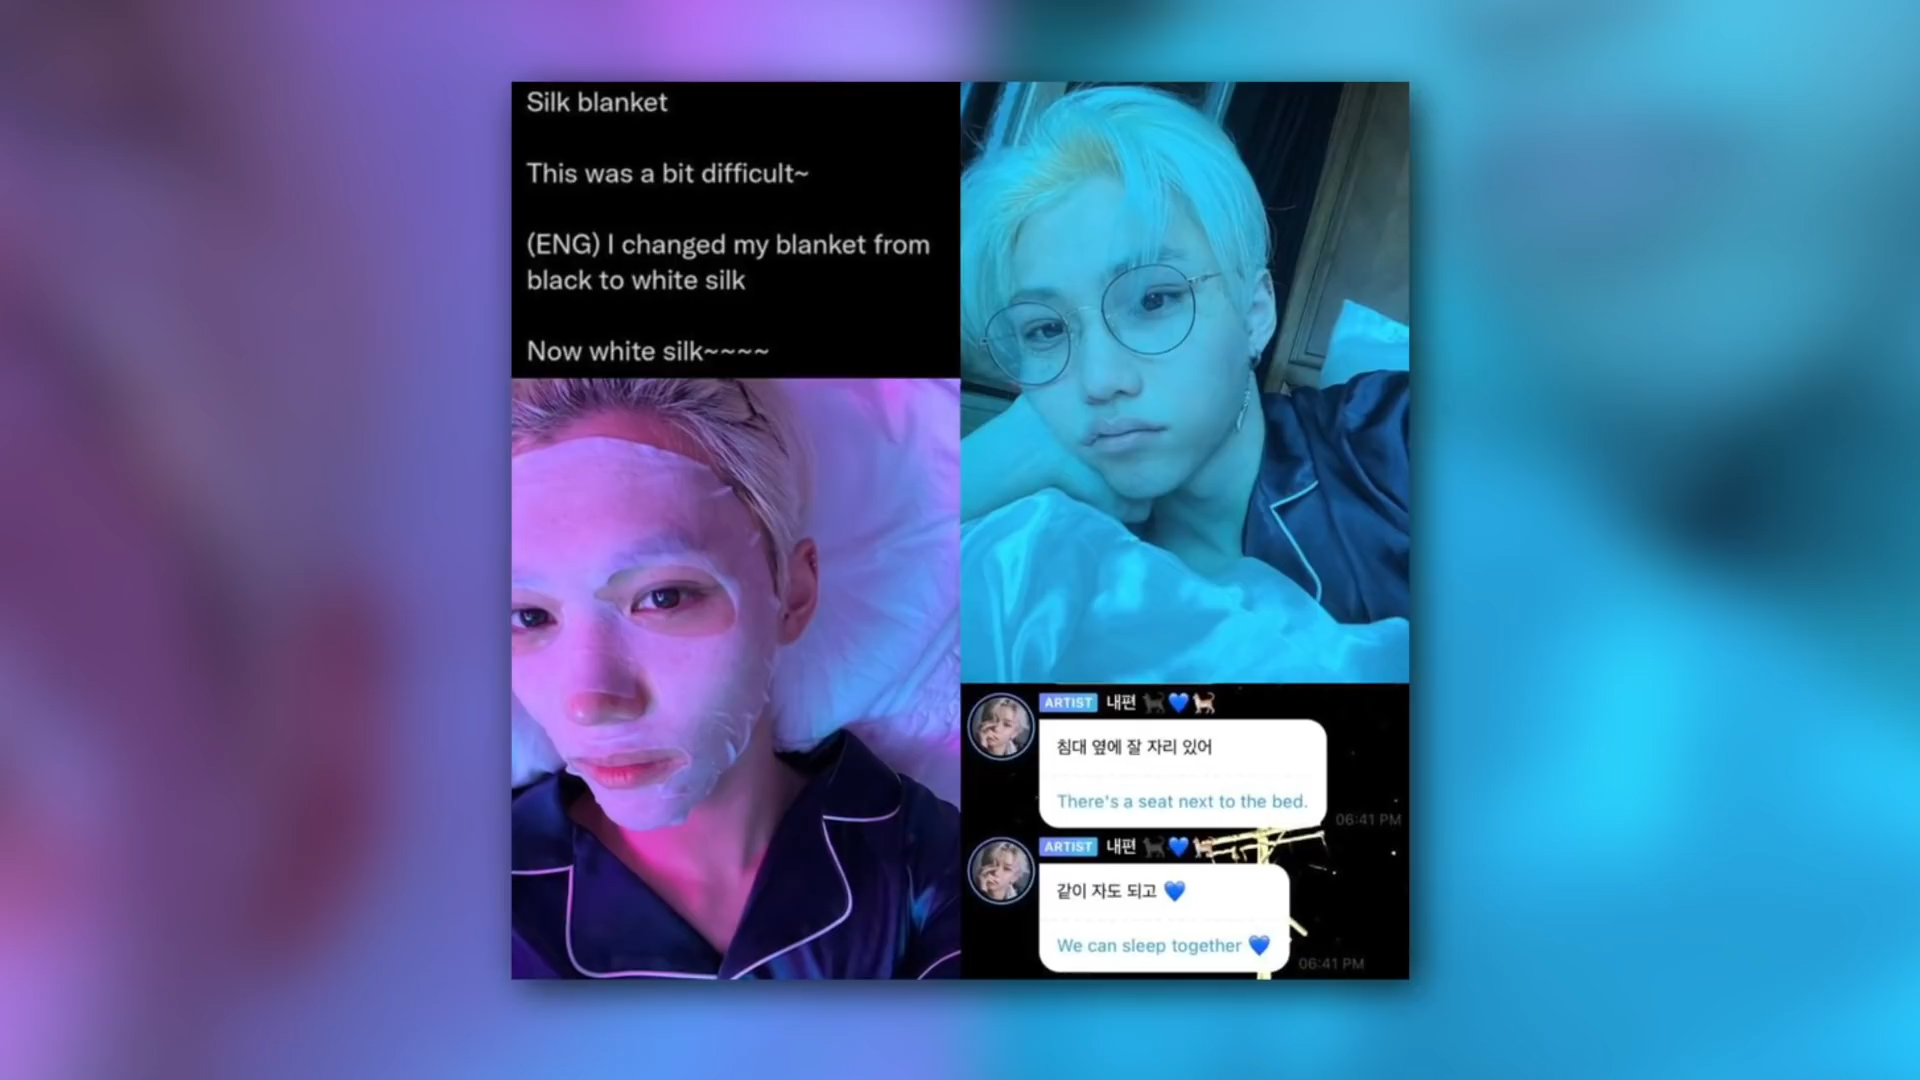 Silk blanket
This was a bit difficult~
(ENG) I changed my blanket from
black to white silk
Now white silk~~~~
ARTIST 내편 🐈‍⬛💙🐈
침대 옆에 잘 자리 있어
There's a seat next to the bed.
06:41 PM
ARTIST 내편 🐈‍⬛💙🐈
같이 자도 되고 💙
We can sleep together 💙
06:41 PM